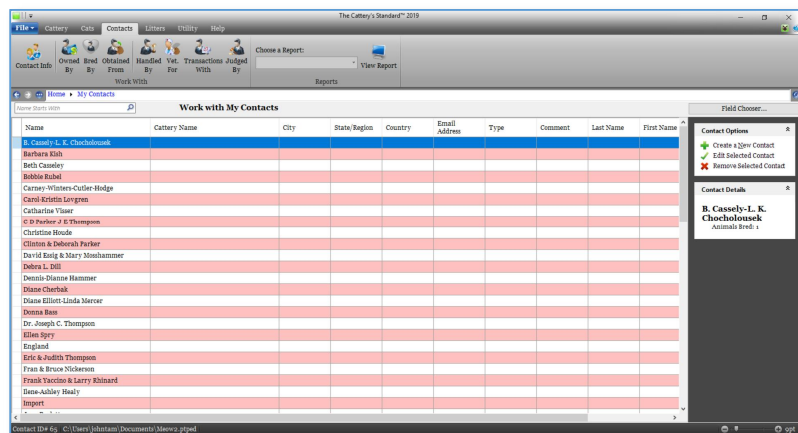 The Cattery's Standard™ 2019
File Cattery Cats Contacts Litters Utility Help
Contact Info
Owned By
Bred By
Obtained From
Handled By
Vet. For
Transactions With
Judged By
Work With
Choose a Report:
View Report
Reports
Home My Contacts
Name Starts With
Work with My Contacts
Field Chooser...
Name Cattery Name City State/Region Country Email Address Type Comment Last Name First Name
B. Cassely-L. K. Chocholousek
Barbara Kish
Beth Casseley
Bobbie Rubel
Carney-Winters-Cutler-Hodge
Carol-Kristin Lovgren
Catharine Visser
C D Parker J E Thompson
Christine Houde
Clinton & Deborah Parker
David Essig & Mary Mosshammer
Debra L. Dill
Dennis-Dianne Hammer
Diane Cherbak
Diane Elliott-Linda Mercer
Donna Bass
Dr. Joseph C. Thompson
Ellen Spry
England
Eric & Judith Thompson
Fran & Bruce Nickerson
Frank Yaccino & Larry Rhinard
Ilene-Ashley Healy
Import
Contact Options
Create a New Contact
Edit Selected Contact
Remove Selected Contact
Contact Details
B. Cassely-L. K.
Chocholousek
Animals Bred: 1
Contact ID# 65 C:\Users\johntam\Documents\Meow2.ptped
9pt